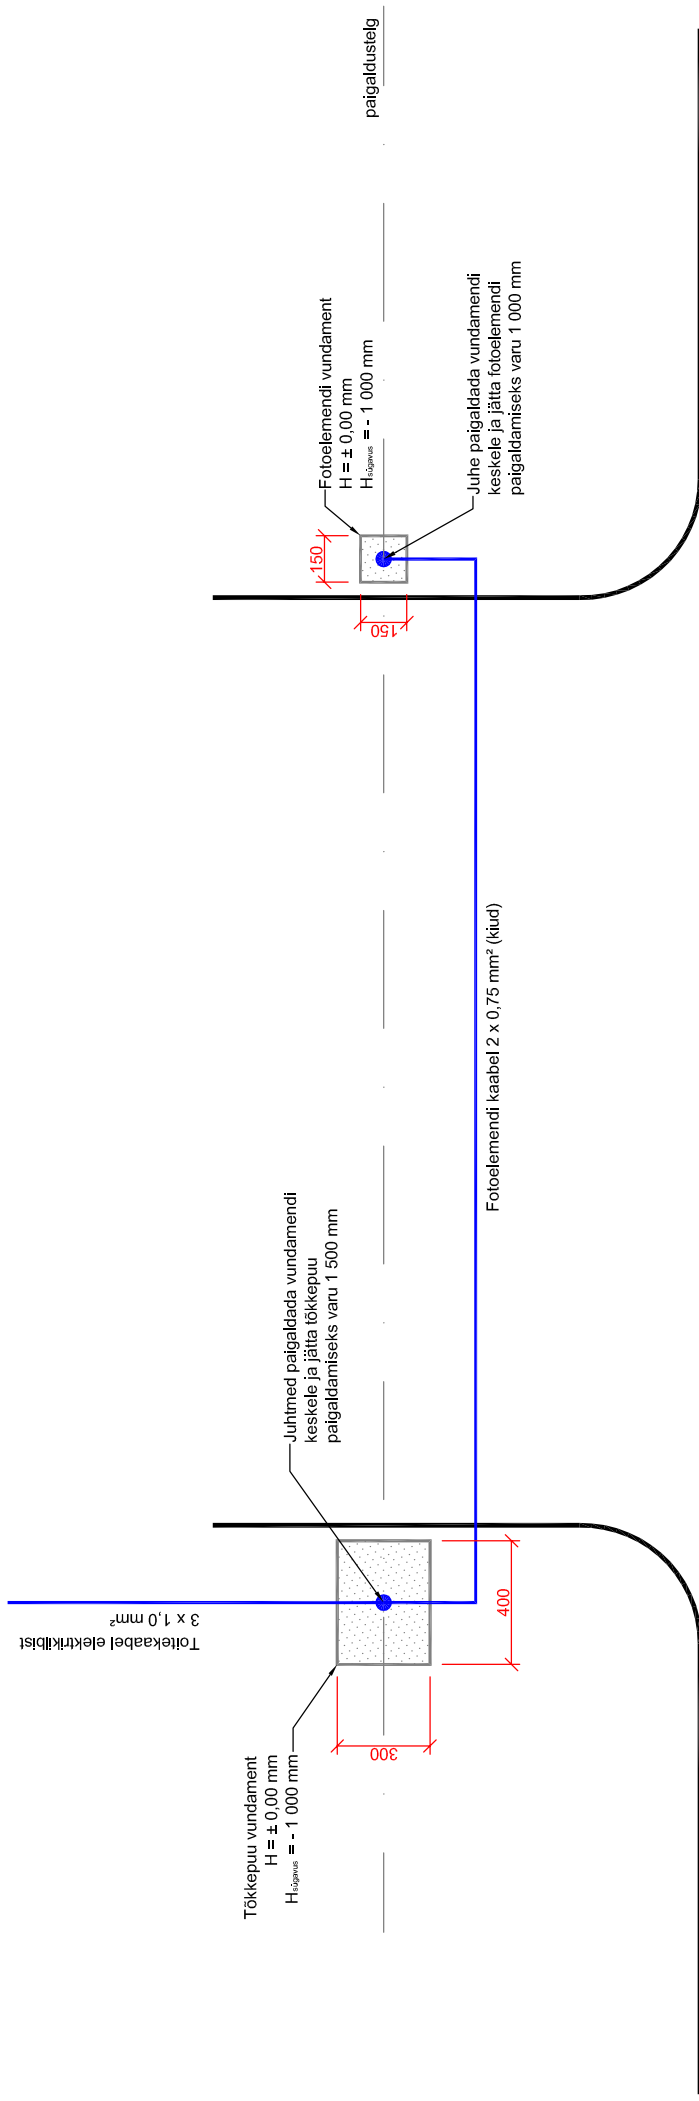 Toitekaabel elektrikilbist
3 x 1,0 mm²
Tõkkepuu vundament
H = ± 0,00 mm
Hsügavus = - 1 000 mm
300
400
Juhtmed paigaldada vundamendi
keskele ja jätta tõkkepuu
paigaldamiseks varu 1 500 mm
Fotoelemendi kaabel 2 x 0,75 mm² (kiud)
150
150
Fotoelemendi vundament
H = ± 0,00 mm
Hsügavus = - 1 000 mm
Juhe paigaldada vundamendi
keskele ja jätta fotoelemendi
paigaldamiseks varu 1 000 mm
paigaldustelg